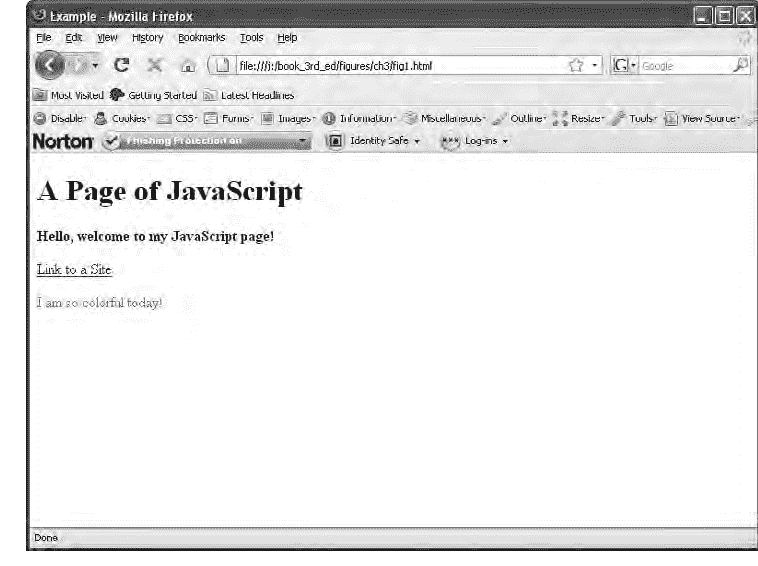 Example - Mozilla Firefox
File Edit View History Bookmarks Tools Help
file:///j:/book_3rd_ed/figures/ch3/fig1.html G Google
Most Visited Getting Started Latest Headlines
Disable Cookies CSS Forms Images Information Miscellaneous Outline Resize Tools View Source
Norton Phishing Protection on Identity Safe Log-ins
A Page of JavaScript
Hello, welcome to my JavaScript page!
Link to a Site
I am so colorful today!
Done